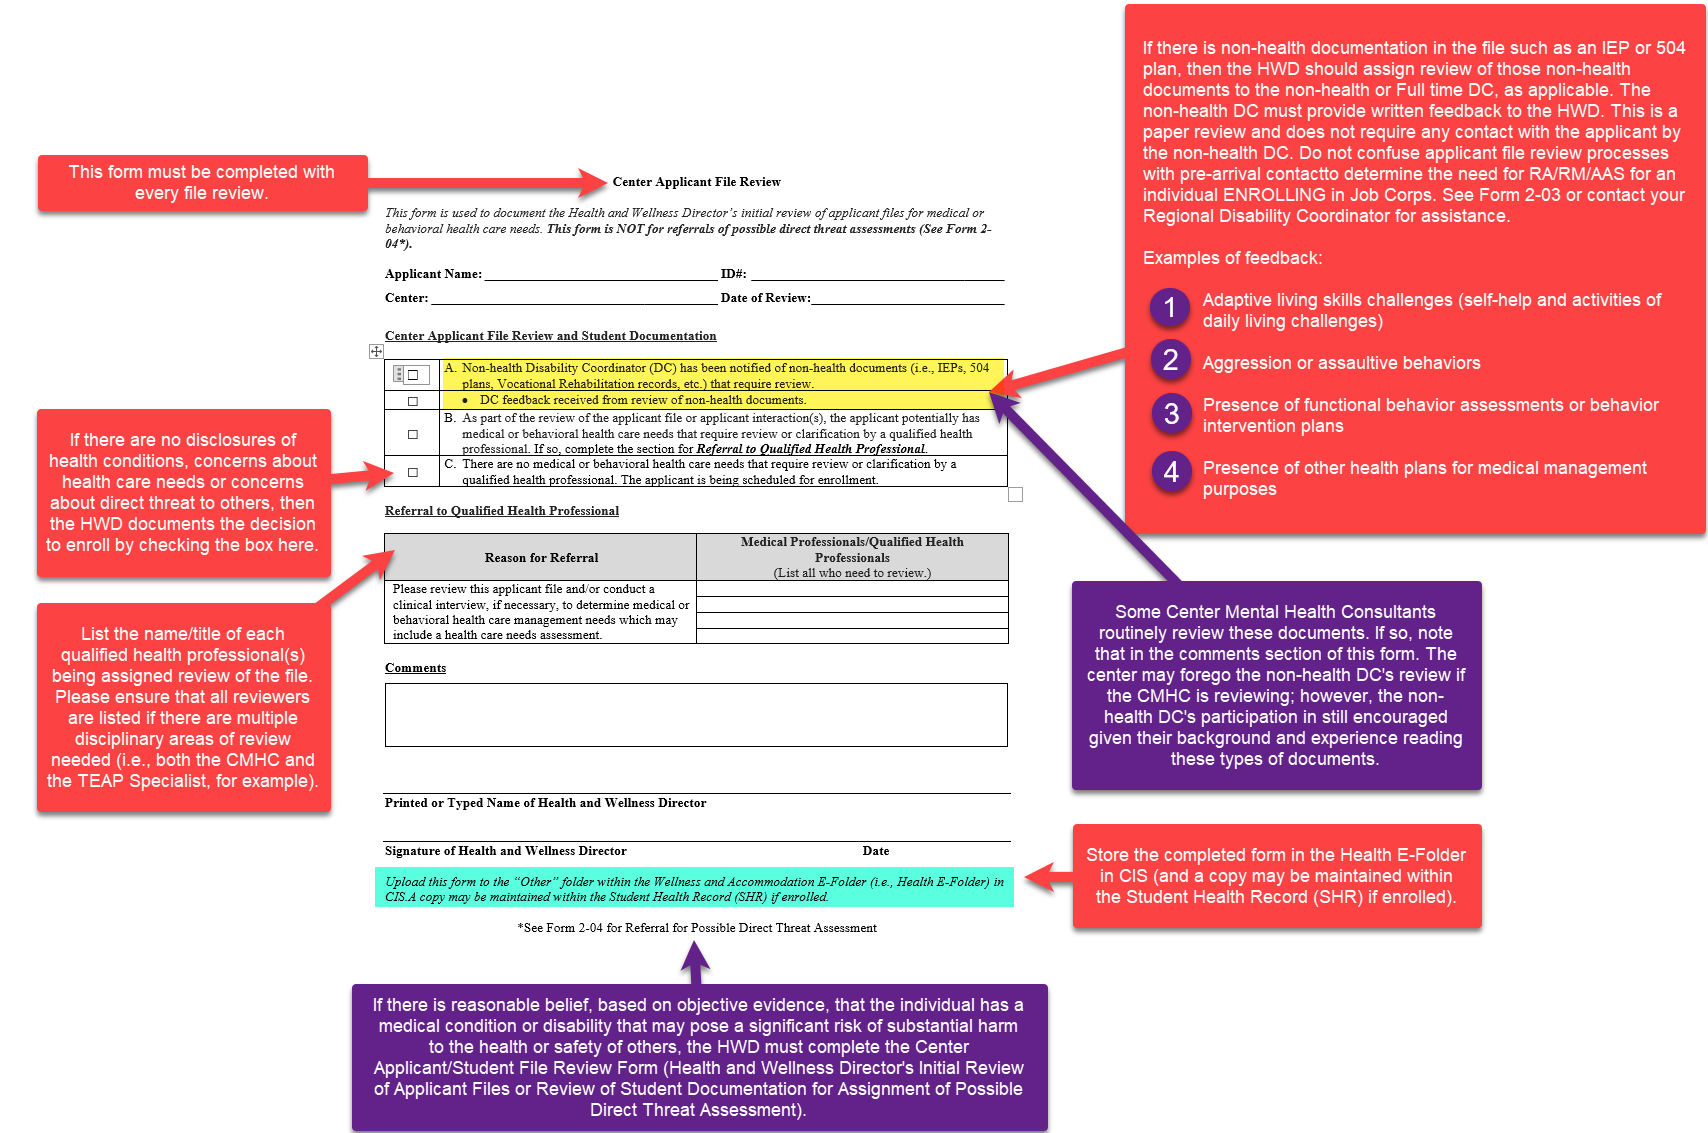 If there is non-health documentation in the file such as an IEP or 504
plan, then the HWD should assign review of those non-health
documents to the non-health or Full time DC, as applicable. The
non-health DC must provide written feedback to the HWD. This is a
paper review and does not require any contact with the applicant by
the non-health DC. Do not confuse applicant file review processes
with pre-arrival contactto determine the need for RA/RM/AAS for an
individual ENROLLING in Job Corps. See Form 2-03 or contact your
Regional Disability Coordinator for assistance.
Examples of feedback:
1 Adaptive living skills challenges (self-help and activities of
daily living challenges)
2 Aggression or assaultive behaviors
3 Presence of functional behavior assessments or behavior
intervention plans
4 Presence of other health plans for medical management
purposes
This form must be completed with
every file review.
Center Applicant File Review
This form is used to document the Health and Wellness Director's initial review of applicant files for medical or
behavioral health care needs. This form is NOT for referrals of possible direct threat assessments (See Form 2-
04*).
Applicant Name: ID#:
Center: Date of Review:
Center Applicant File Review and Student Documentation
A. Non-health Disability Coordinator (DC) has been notified of non-health documents (i.e., IEPs, 504
plans, Vocational Rehabilitation records, etc.) that require review.
• DC feedback received from review of non-health documents.
B. As part of the review of the applicant file or applicant interaction(s), the applicant potentially has
medical or behavioral health care needs that require review or clarification by a qualified health
professional. If so, complete the section for Referral to Qualified Health Professional.
C. There are no medical or behavioral health care needs that require review or clarification by a
qualified health professional. The applicant is being scheduled for enrollment.
If there are no disclosures of
health conditions, concerns about
health care needs or concerns
about direct threat to others, then
the HWD documents the decision
to enroll by checking the box here.
Referral to Qualified Health Professional
Reason for Referral
Medical Professionals/Qualified Health
Professionals
(List all who need to review.)
Please review this applicant file and/or conduct a
clinical interview, if necessary, to determine medical or
behavioral health care management needs which may
include a health care needs assessment.
List the name/title of each
qualified health professional(s)
being assigned review of the file.
Please ensure that all reviewers
are listed if there are multiple
disciplinary areas of review
needed (i.e., both the CMHC and
the TEAP Specialist, for example).
Some Center Mental Health Consultants
routinely review these documents. If so, note
that in the comments section of this form. The
center may forego the non-health DC's review if
the CMHC is reviewing; however, the non-
health DC's participation in still encouraged
given their background and experience reading
these types of documents.
Comments
Printed or Typed Name of Health and Wellness Director
Signature of Health and Wellness Director Date
Upload this form to the "Other" folder within the Wellness and Accommodation E-Folder (i.e., Health E-Folder) in
CIS.A copy may be maintained within the Student Health Record (SHR) if enrolled.
Store the completed form in the Health E-Folder
in CIS (and a copy may be maintained within
the Student Health Record (SHR) if enrolled).
*See Form 2-04 for Referral for Possible Direct Threat Assessment
If there is reasonable belief, based on objective evidence, that the individual has a
medical condition or disability that may pose a significant risk of substantial harm
to the health or safety of others, the HWD must complete the Center
Applicant/Student File Review Form (Health and Wellness Director's Initial Review
of Applicant Files or Review of Student Documentation for Assignment of Possible
Direct Threat Assessment).